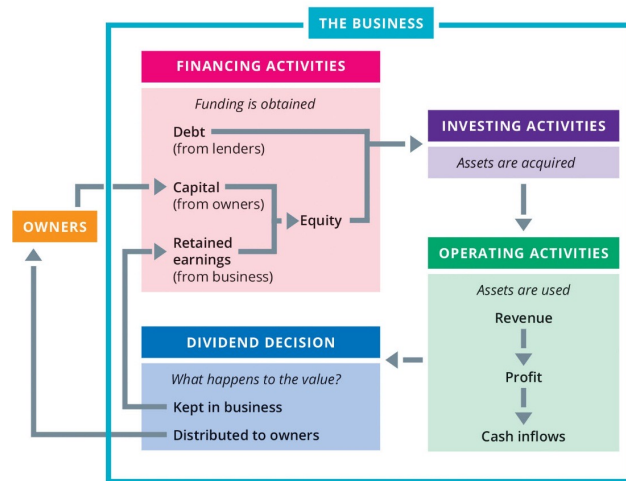 THE BUSINESS
FINANCING ACTIVITIES
Funding is obtained
Debt
(from lenders)
Capital
(from owners)
Equity
Retained
earnings
(from business)
OWNERS
INVESTING ACTIVITIES
Assets are acquired
OPERATING ACTIVITIES
Assets are used
Revenue
Profit
Cash inflows
DIVIDEND DECISION
What happens to the value?
Kept in business
Distributed to owners